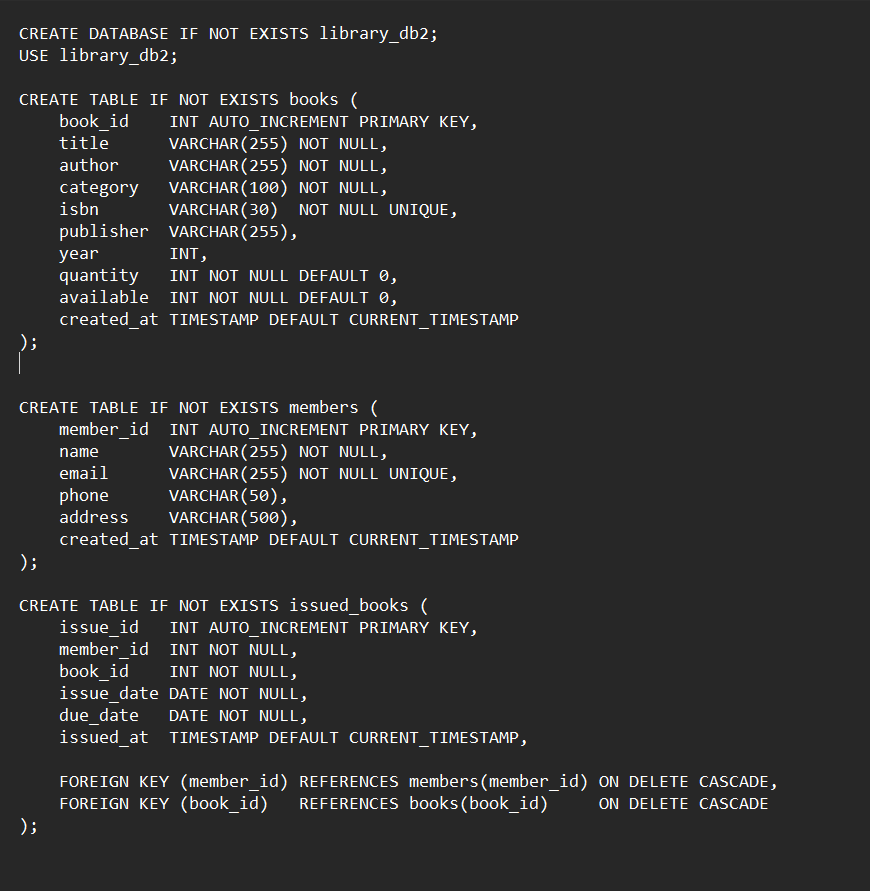 CREATE DATABASE IF NOT EXISTS library_db2;
USE library_db2;
CREATE TABLE IF NOT EXISTS books (
    book_id    INT AUTO_INCREMENT PRIMARY KEY,
    title      VARCHAR(255) NOT NULL,
    author     VARCHAR(255) NOT NULL,
    category   VARCHAR(100) NOT NULL,
    isbn       VARCHAR(30)  NOT NULL UNIQUE,
    publisher  VARCHAR(255),
    year       INT,
    quantity   INT NOT NULL DEFAULT 0,
    available  INT NOT NULL DEFAULT 0,
    created_at TIMESTAMP DEFAULT CURRENT_TIMESTAMP
);
CREATE TABLE IF NOT EXISTS members (
    member_id  INT AUTO_INCREMENT PRIMARY KEY,
    name       VARCHAR(255) NOT NULL,
    email      VARCHAR(255) NOT NULL UNIQUE,
    phone      VARCHAR(50),
    address    VARCHAR(500),
    created_at TIMESTAMP DEFAULT CURRENT_TIMESTAMP
);
CREATE TABLE IF NOT EXISTS issued_books (
    issue_id   INT AUTO_INCREMENT PRIMARY KEY,
    member_id  INT NOT NULL,
    book_id    INT NOT NULL,
    issue_date DATE NOT NULL,
    due_date   DATE NOT NULL,
    issued_at  TIMESTAMP DEFAULT CURRENT_TIMESTAMP,
    FOREIGN KEY (member_id) REFERENCES members(member_id) ON DELETE CASCADE,
    FOREIGN KEY (book_id)   REFERENCES books(book_id)     ON DELETE CASCADE
);